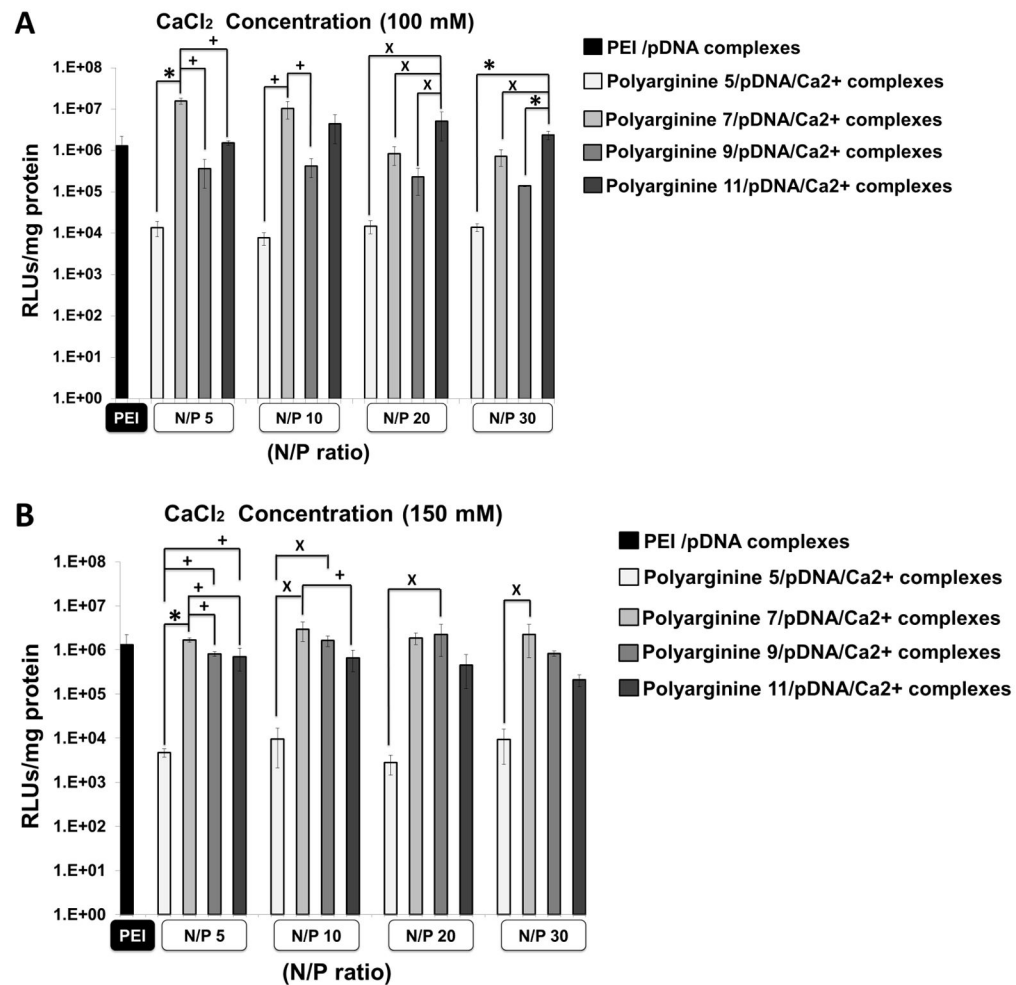 A
CaCl₂ Concentration (100 mM)
RLUs/mg protein
1.E+08
1.E+07
1.E+06
1.E+05
1.E+04
1.E+03
1.E+02
1.E+01
1.E+00
* + + + + X X X * X *
PEI N/P 5 N/P 10 N/P 20 N/P 30
(N/P ratio)
PEI /pDNA complexes
Polyarginine 5/pDNA/Ca2+ complexes
Polyarginine 7/pDNA/Ca2+ complexes
Polyarginine 9/pDNA/Ca2+ complexes
Polyarginine 11/pDNA/Ca2+ complexes
B
CaCl₂ Concentration (150 mM)
RLUs/mg protein
1.E+08
1.E+07
1.E+06
1.E+05
1.E+04
1.E+03
1.E+02
1.E+01
1.E+00
+ + + + * X X + X X
PEI N/P 5 N/P 10 N/P 20 N/P 30
(N/P ratio)
PEI /pDNA complexes
Polyarginine 5/pDNA/Ca2+ complexes
Polyarginine 7/pDNA/Ca2+ complexes
Polyarginine 9/pDNA/Ca2+ complexes
Polyarginine 11/pDNA/Ca2+ complexes